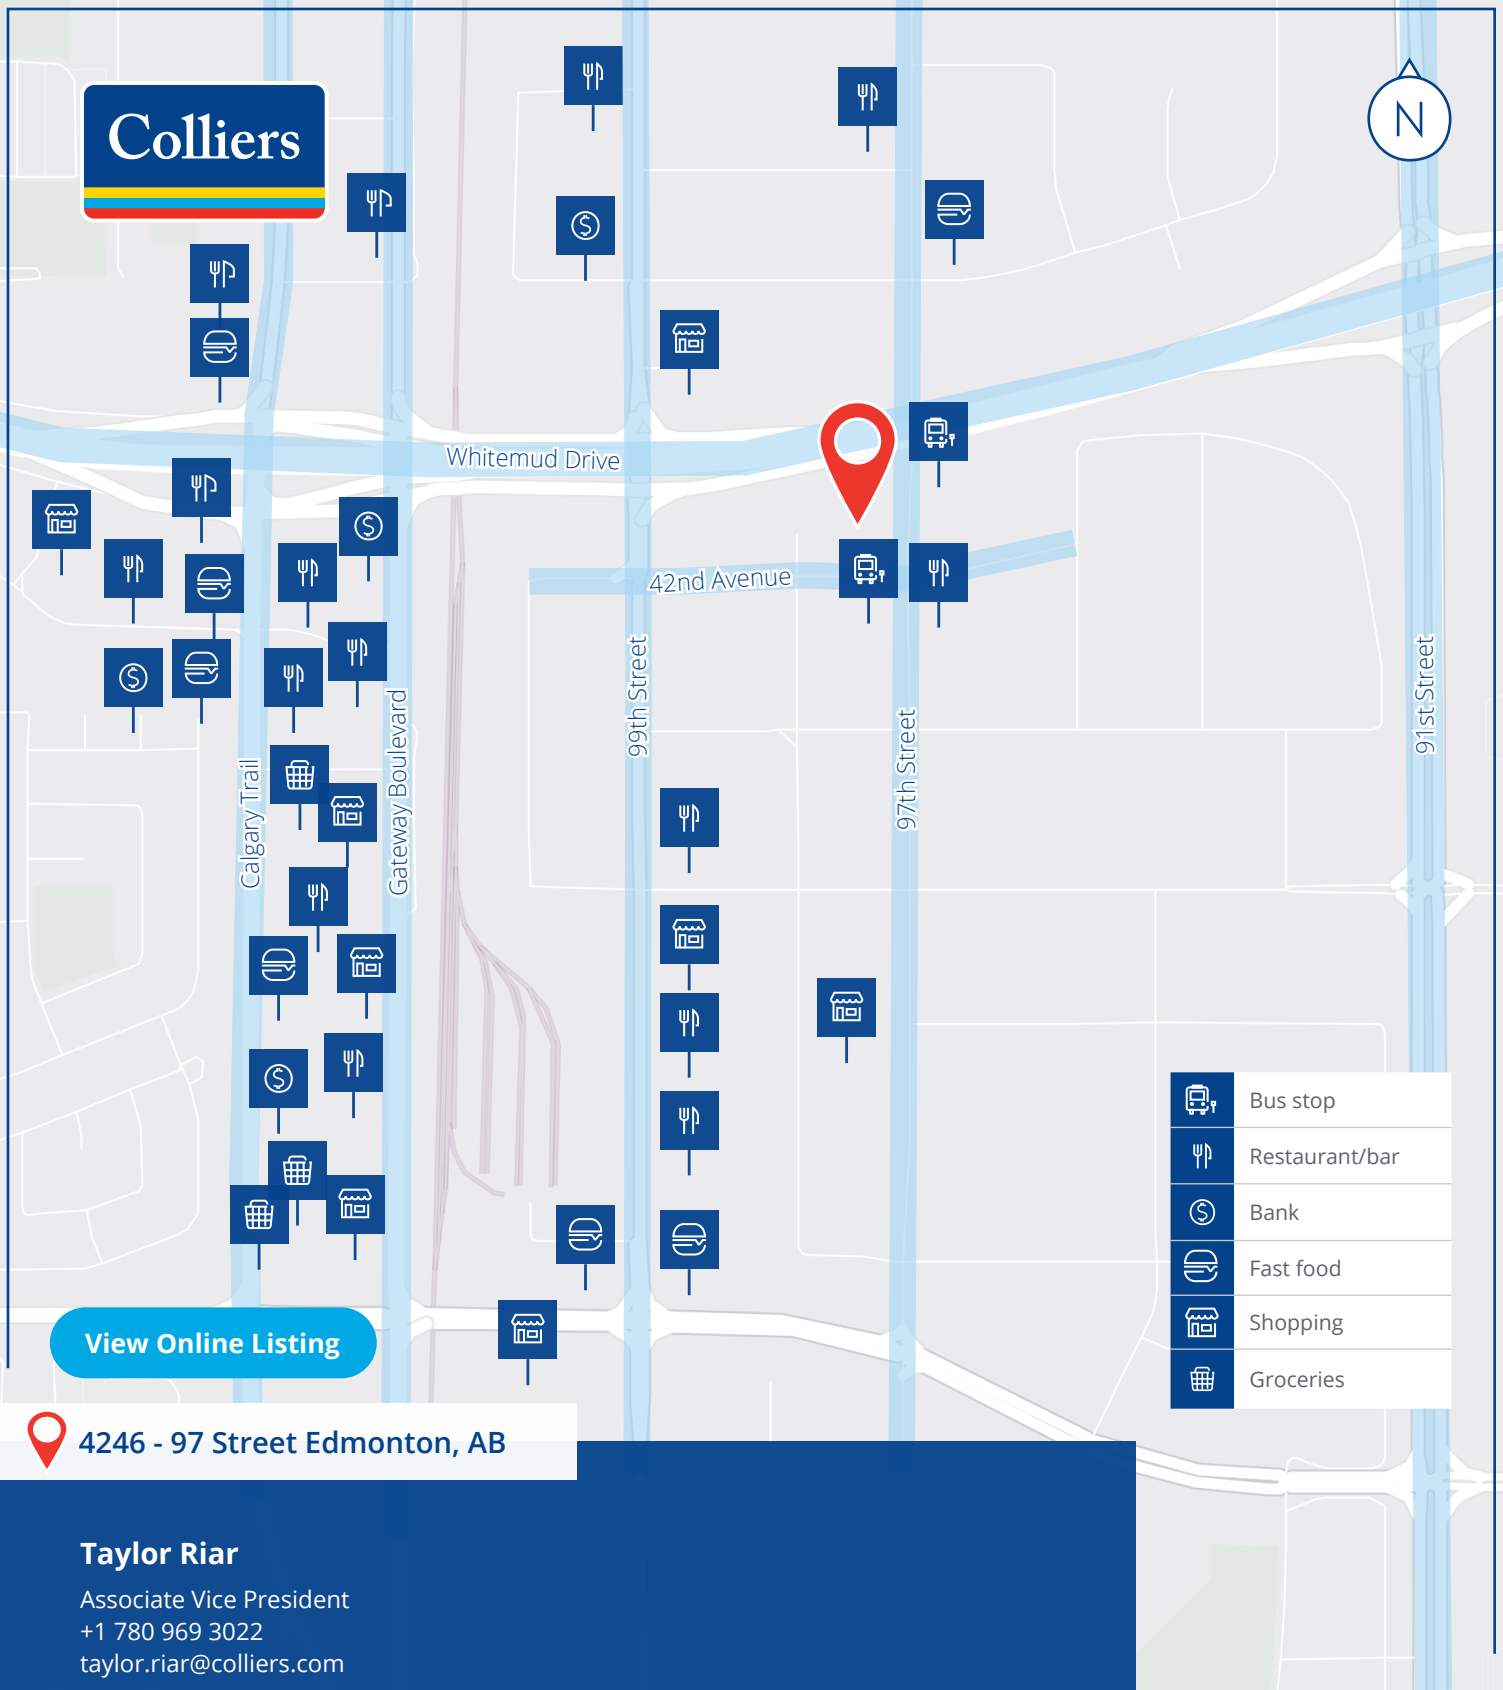 Colliers
N
Whitemud Drive
42nd Avenue
99th Street
91st Street
Gateway Boulevard
97th Street
Calgary Trail
Bus stop
Restaurant/bar
Bank
Fast food
Shopping
Groceries
View Online Listing
4246 - 97 Street Edmonton, AB
Taylor Riar
Associate Vice President
+1 780 969 3022
taylor.riar@colliers.com